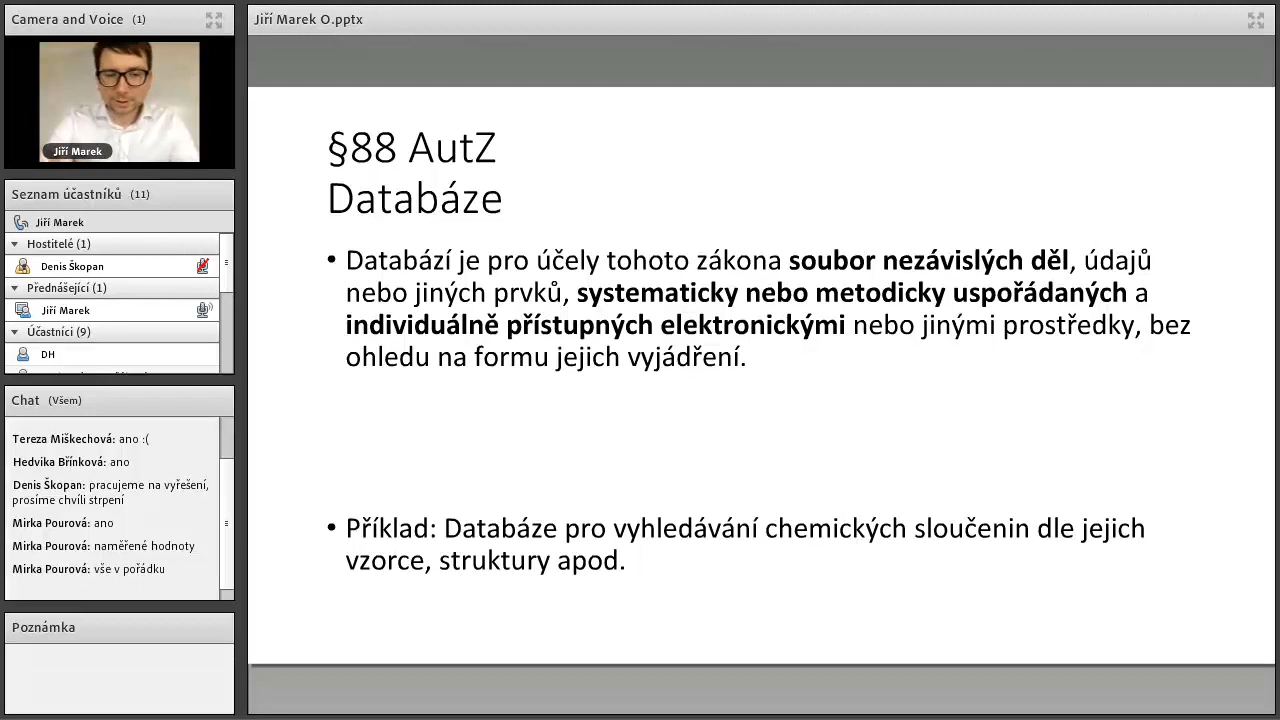 Camera and Voice (1)
Jiří Marek
Seznam účastníků (11)
Jiří Marek
Hostitelé (1)
Denis Škopan
Přednášející (1)
Jiří Marek
Účastníci (9)
DH
Chat (Všem)
Tereza Miškechová: ano :(
Hedvika Brínková: ano
Denis Škopan: pracujeme na vyřešení,
prosíme chvíli strpení
Mirka Pourová: ano
Mirka Pourová: naměřené hodnoty
Mirka Pourová: vše v pořádku
Poznámka
Jiří Marek O.pptx
§88 AutZ
Databáze
• Databází je pro účely tohoto zákona soubor nezávislých děl, údajů
nebo jiných prvků, systematicky nebo metodicky uspořádaných a
individuálně přístupných elektronickými nebo jinými prostředky, bez
ohledu na formu jejich vyjádření.
• Příklad: Databáze pro vyhledávání chemických sloučenin dle jejich
vzorce, struktury apod.